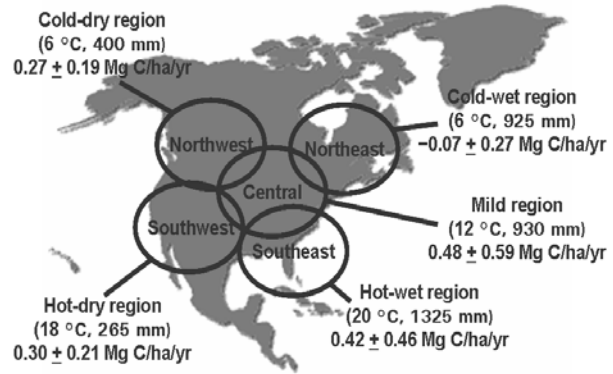 Cold-dry region
(6 °C, 400 mm)
0.27 ± 0.19 Mg C/ha/yr
Cold-wet region
(6 °C, 925 mm)
−0.07 ± 0.27 Mg C/ha/yr
Northwest
Northeast
Central
Mild region
(12 °C, 930 mm)
0.48 ± 0.59 Mg C/ha/yr
Southwest
Southeast
Hot-dry region
(18 °C, 265 mm)
0.30 ± 0.21 Mg C/ha/yr
Hot-wet region
(20 °C, 1325 mm)
0.42 ± 0.46 Mg C/ha/yr